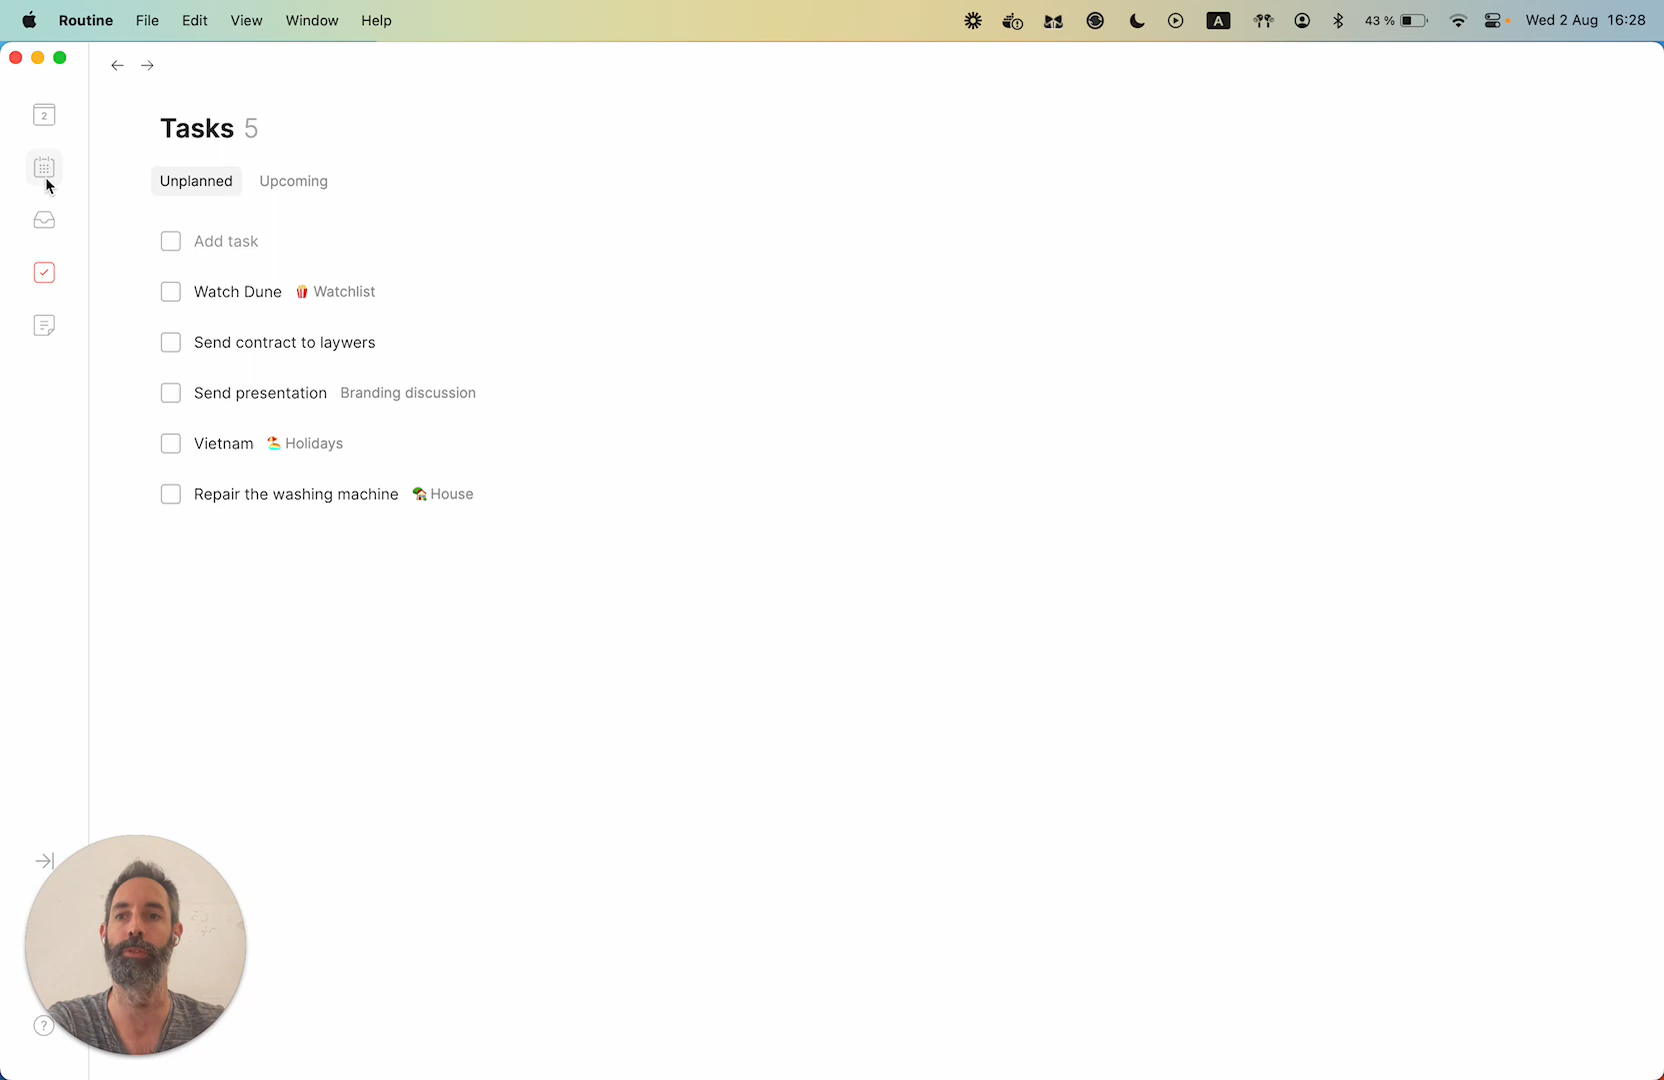 Routine File Edit View Window Help A 43 % Wed 2 Aug 16:28
2
Tasks 5
Unplanned Upcoming
Add task
Watch Dune Watchlist
Send contract to laywers
Send presentation Branding discussion
Vietnam Holidays
Repair the washing machine House
?